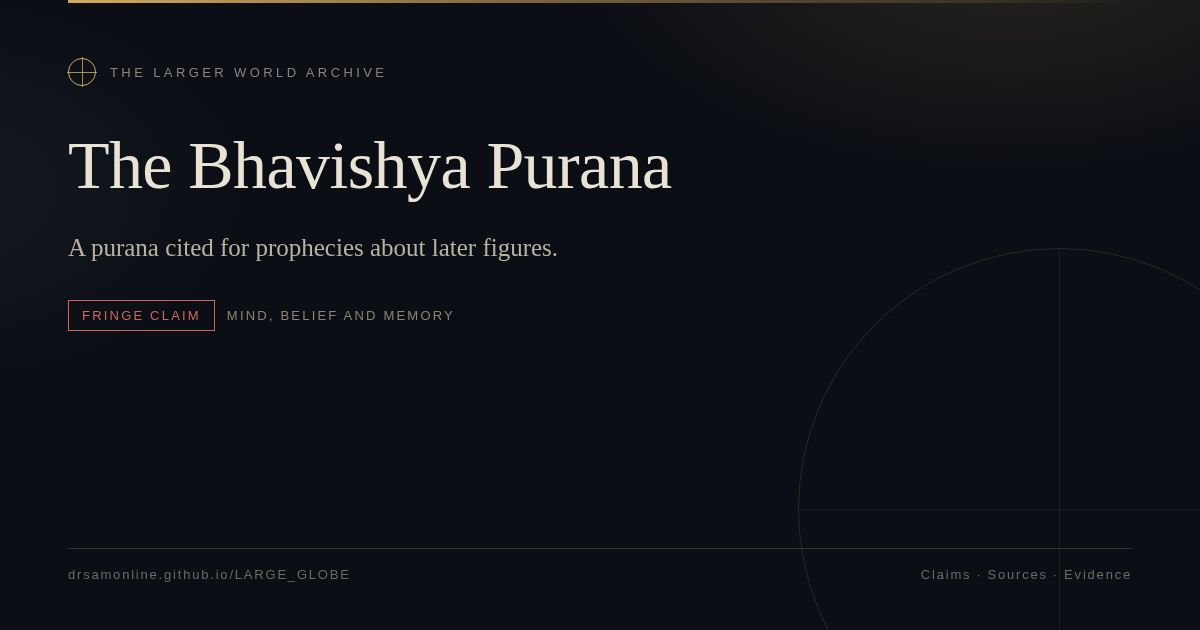 THE LARGER WORLD ARCHIVE
The Bhavishya Purana
A purana cited for prophecies about later figures.
FRINGE CLAIM MIND, BELIEF AND MEMORY
drsamonline.github.io/LARGE_GLOBE
Claims · Sources · Evidence